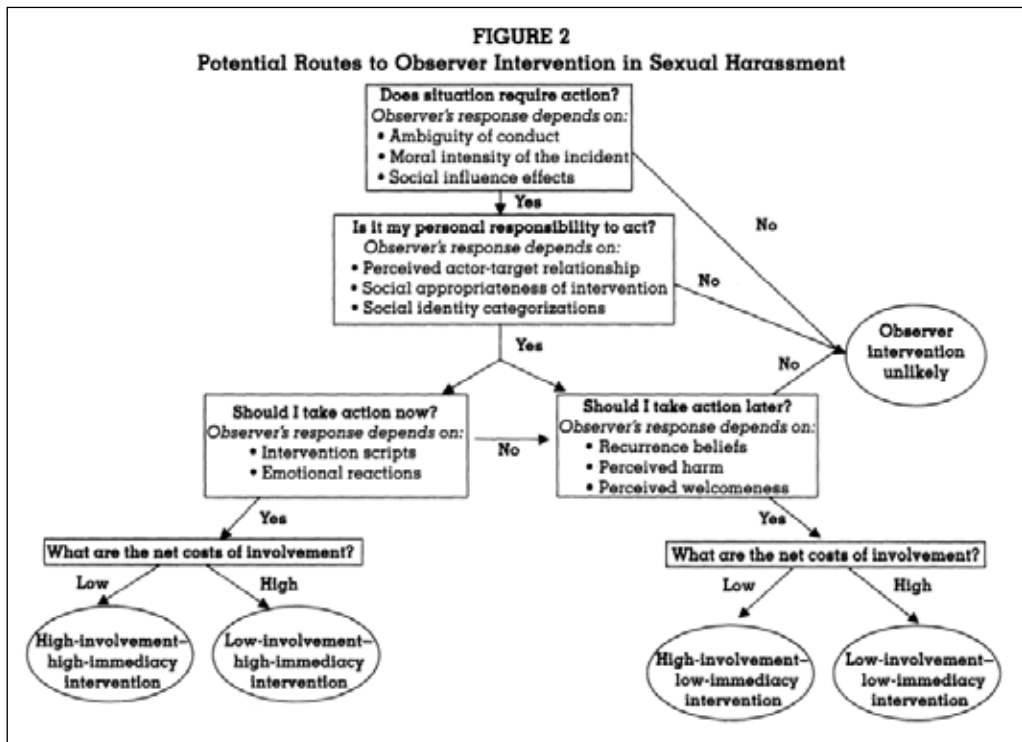 FIGURE 2
Potential Routes to Observer Intervention in Sexual Harassment
Does situation require action?
Observer's response depends on:
• Ambiguity of conduct
• Moral intensity of the incident
• Social influence effects
Yes
No
Is it my personal responsibility to act?
Observer's response depends on:
• Perceived actor-target relationship
• Social appropriateness of intervention
• Social identity categorizations
No
Yes
No
Observer
intervention
unlikely
Should I take action now?
Observer's response depends on:
• Intervention scripts
• Emotional reactions
No
Should I take action later?
Observer's response depends on:
• Recurrence beliefs
• Perceived harm
• Perceived welcomeness
Yes
What are the net costs of involvement?
Low
High
High-involvement–
high-immediacy
intervention
Low-involvement–
high-immediacy
intervention
Yes
What are the net costs of involvement?
Low
High
High-involvement–
low-immediacy
intervention
Low-involvement–
low-immediacy
intervention